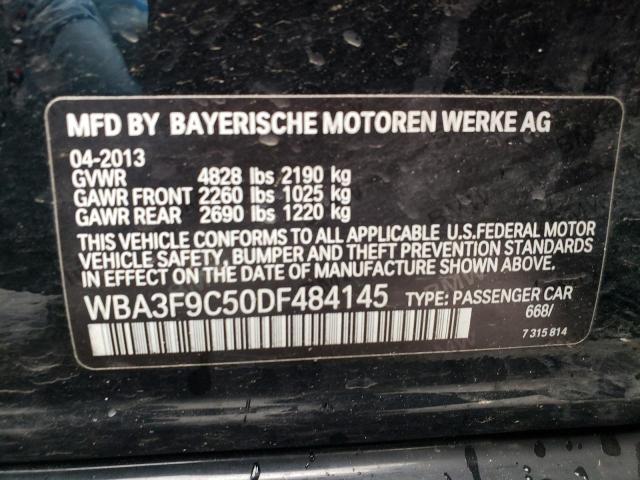 MFD BY BAYERISCHE MOTOREN WERKE AG
04-2013
GVWR 4828 lbs 2190 kg
GAWR FRONT 2260 lbs 1025 kg
GAWR REAR 2690 lbs 1220 kg
THIS VEHICLE CONFORMS TO ALL APPLICABLE U.S.FEDERAL MOTOR
VEHICLE SAFETY, BUMPER AND THEFT PREVENTION STANDARDS
IN EFFECT ON THE DATE OF MANUFACTURE SHOWN ABOVE.
WBA3F9C50DF484145 TYPE: PASSENGER CAR
668/
7 315 814